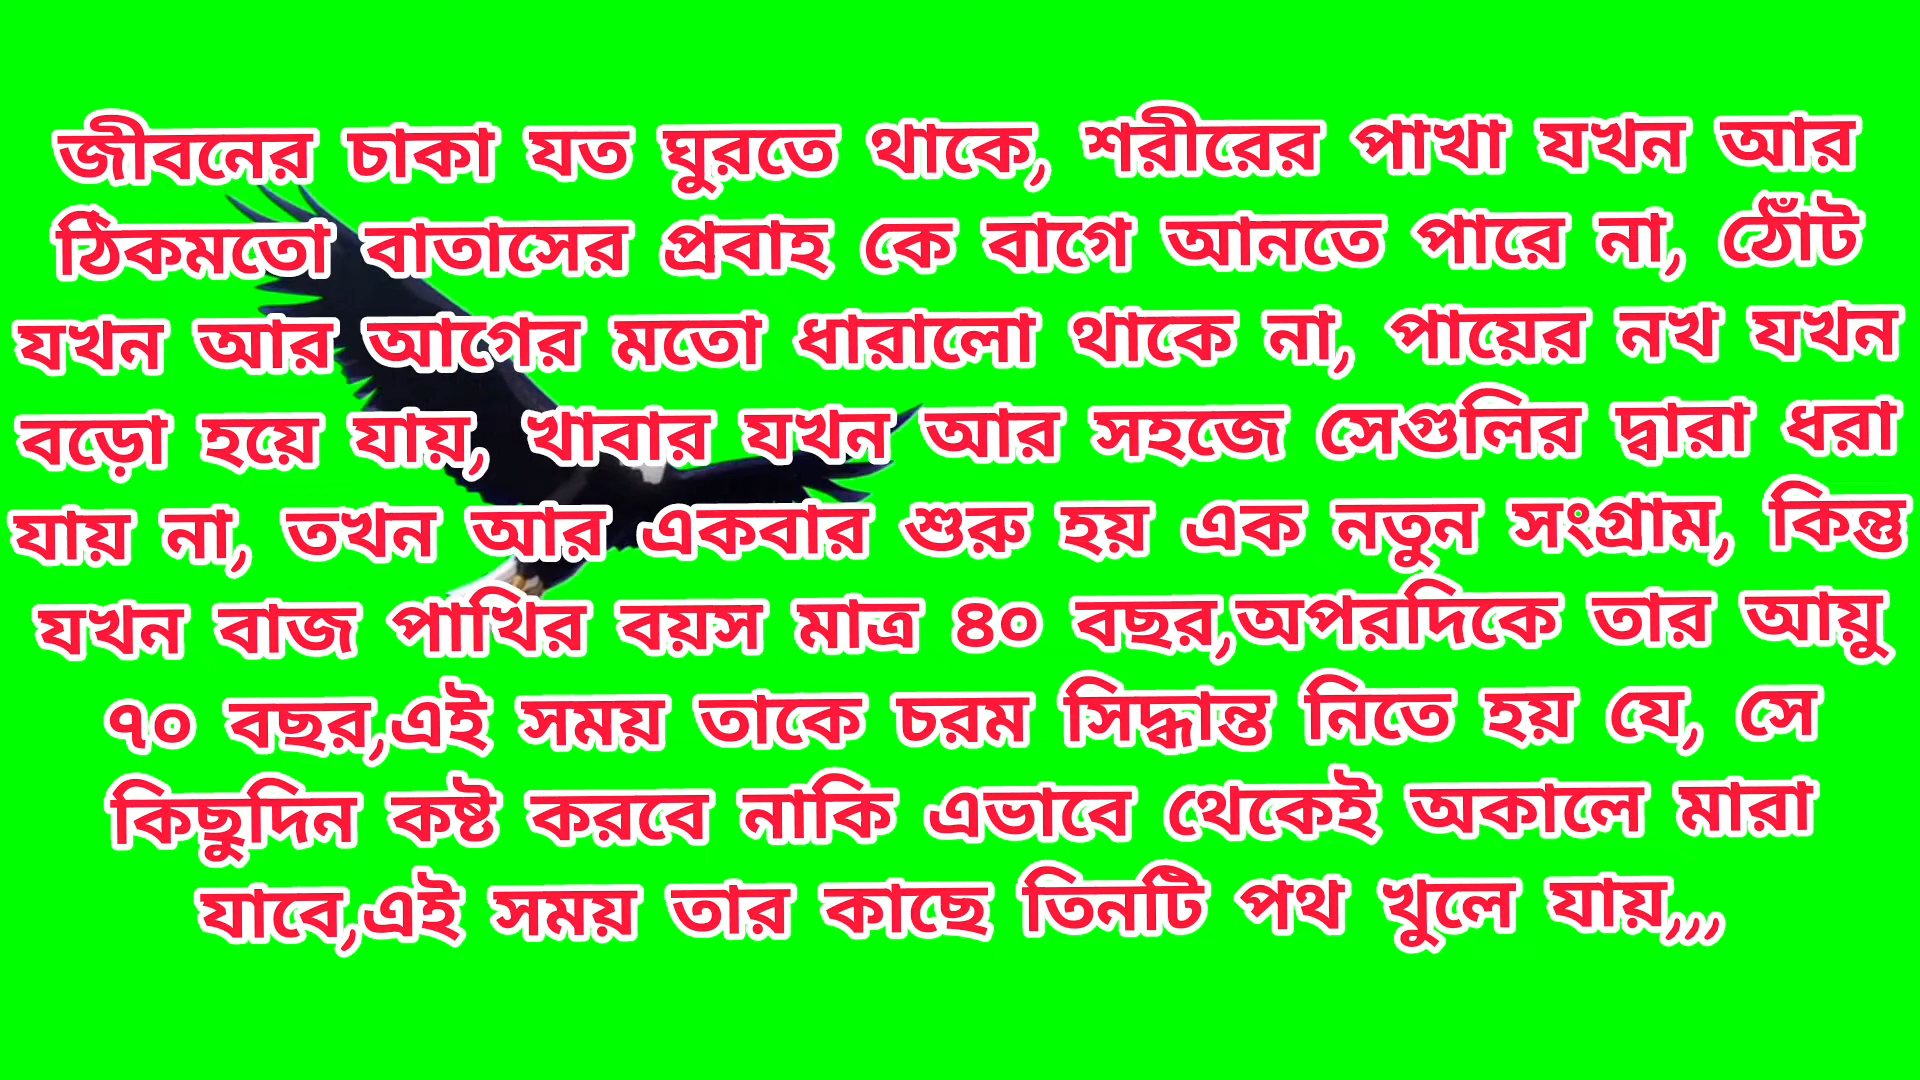 জীবনের চাকা যত ঘুরতে থাকে, শরীরের পাখা যখন আর
ঠিকমতো বাতাসের প্রবাহ কে বাগে আনতে পারে না, ঠোঁট
যখন আর আগের মতো ধারালো থাকে না, পায়ের নখ যখন
বড়ো হয়ে যায়, খাবার যখন আর সহজে সেগুলির দ্বারা ধরা
যায় না, তখন আর একবার শুরু হয় এক নতুন সংগ্রাম, কিন্তু
যখন বাজ পাখির বয়স মাত্র ৪০ বছর,অপরদিকে তার আয়ু
৭০ বছর,এই সময় তাকে চরম সিদ্ধান্ত নিতে হয় যে, সে
কিছুদিন কষ্ট করবে নাকি এভাবে থেকেই অকালে মারা
যাবে,এই সময় তার কাছে তিনটি পথ খুলে যায়,,,